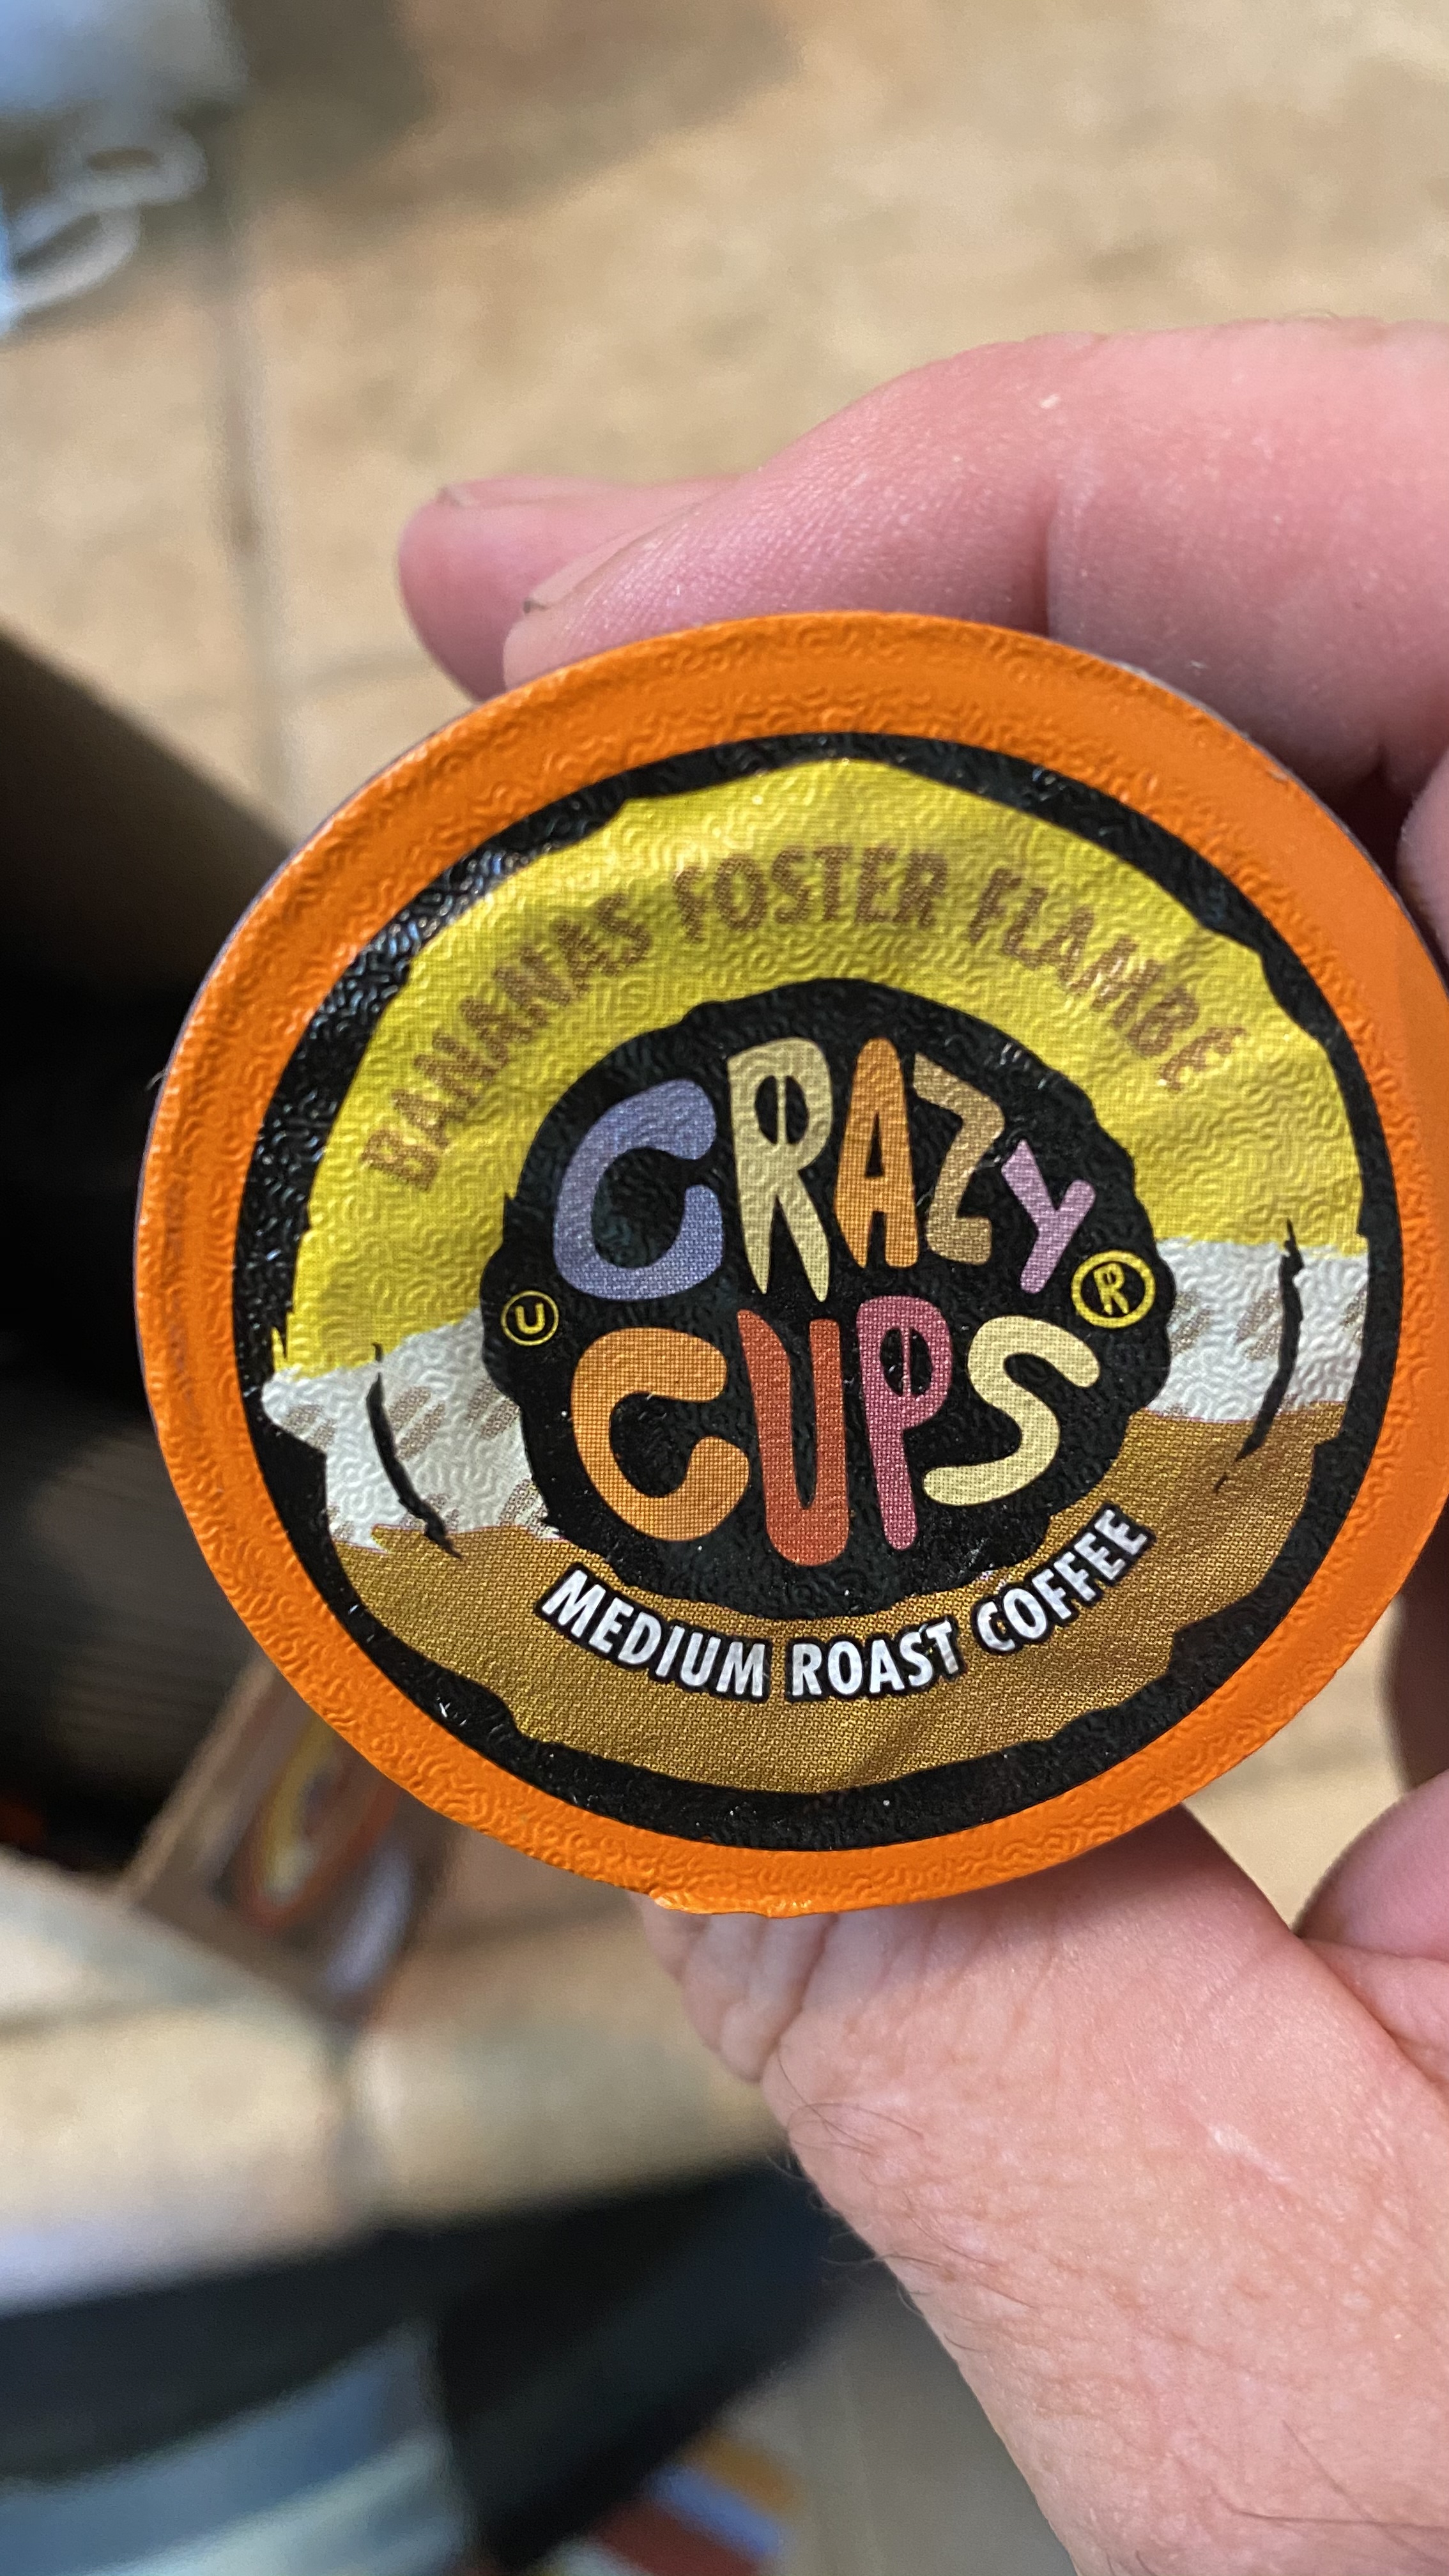 BANANAS FOSTER FLAMBÉ
CRAZY
CUPS
Ⓤ
®
MEDIUM ROAST COFFEE